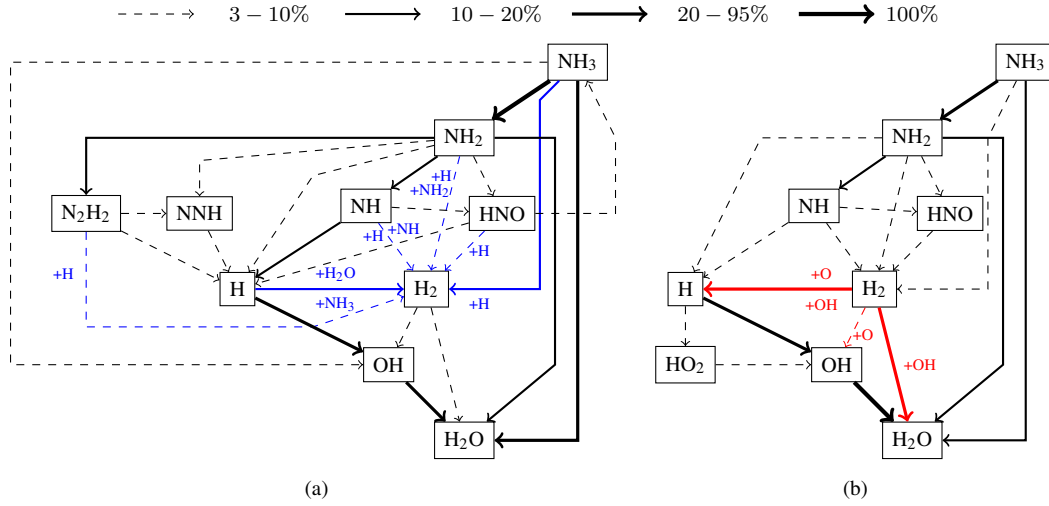 3 − 10% 10 − 20% 20 − 95% 100%
NH₃ NH₃
NH₂ NH₂
+H
+NH₂
N₂H₂ NNH NH HNO NH HNO
+NH
+H +H
+H +H₂O +O
H H₂ H H₂
+NH₃ +H +OH
+O
OH HO₂ OH +OH
H₂O H₂O
(a) (b)